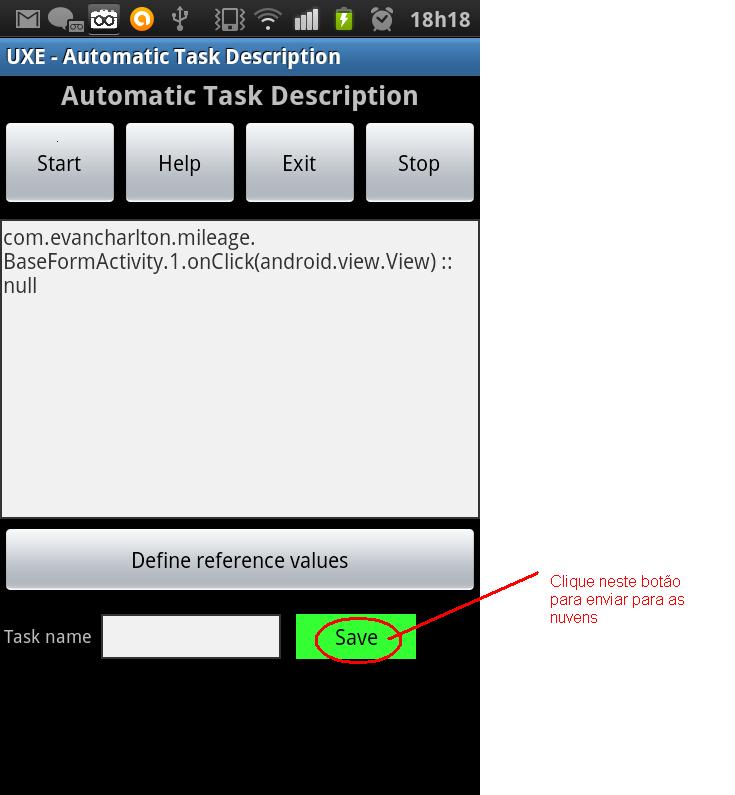 18h18
UXE - Automatic Task Description
Automatic Task Description
Start
Help
Exit
Stop
com.evancharlton.mileage.
BaseFormActivity.1.onClick(android.view.View) ::
null
Define reference values
Task name
Save
Clique neste botão
para enviar para as
nuvens